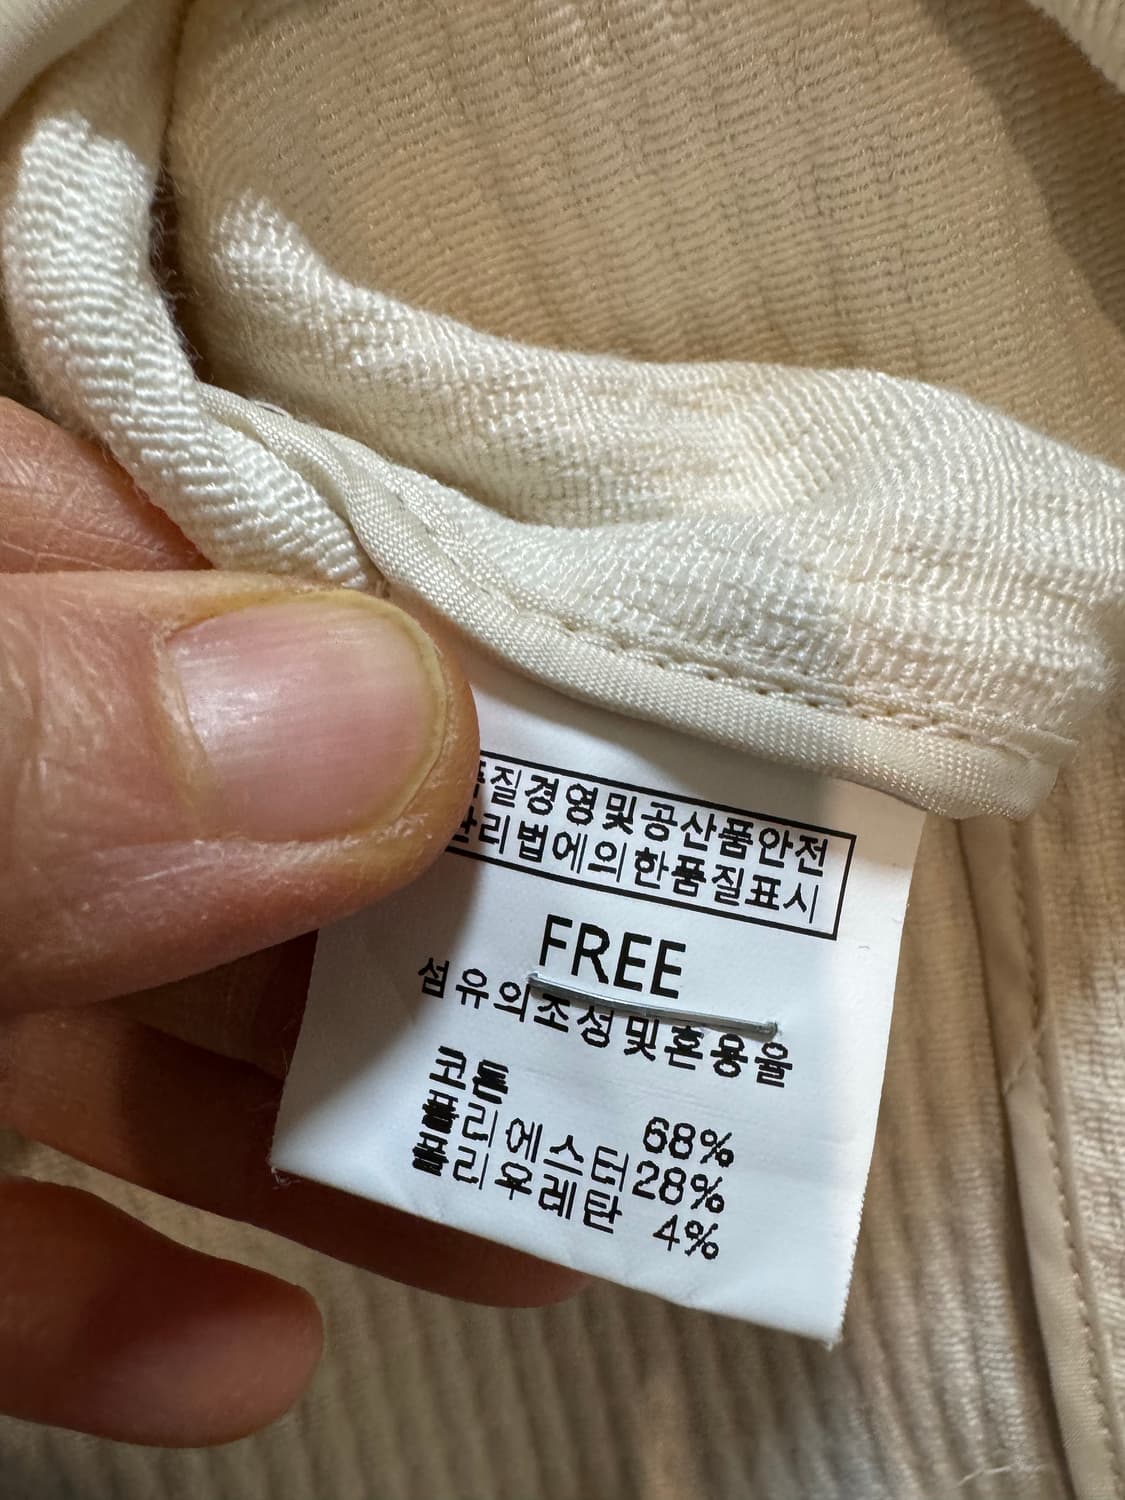 품질경영및공산품안전
관리법에의한품질표시
FREE
섬유의조성및혼용율
코튼 68%
폴리에스터 28%
폴리우레탄 4%